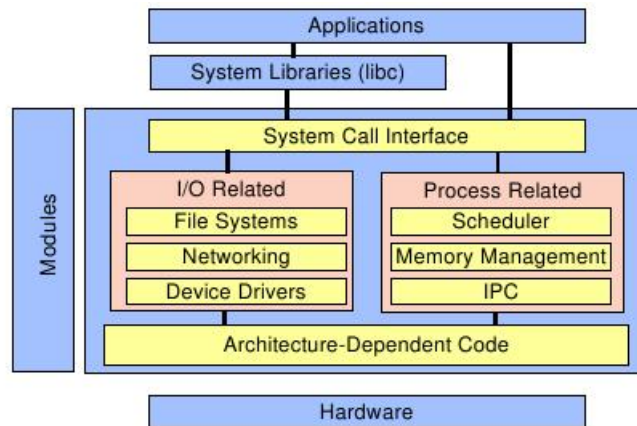 Applications
System Libraries (libc)
Modules
System Call Interface
I/O Related
File Systems
Networking
Device Drivers
Process Related
Scheduler
Memory Management
IPC
Architecture-Dependent Code
Hardware